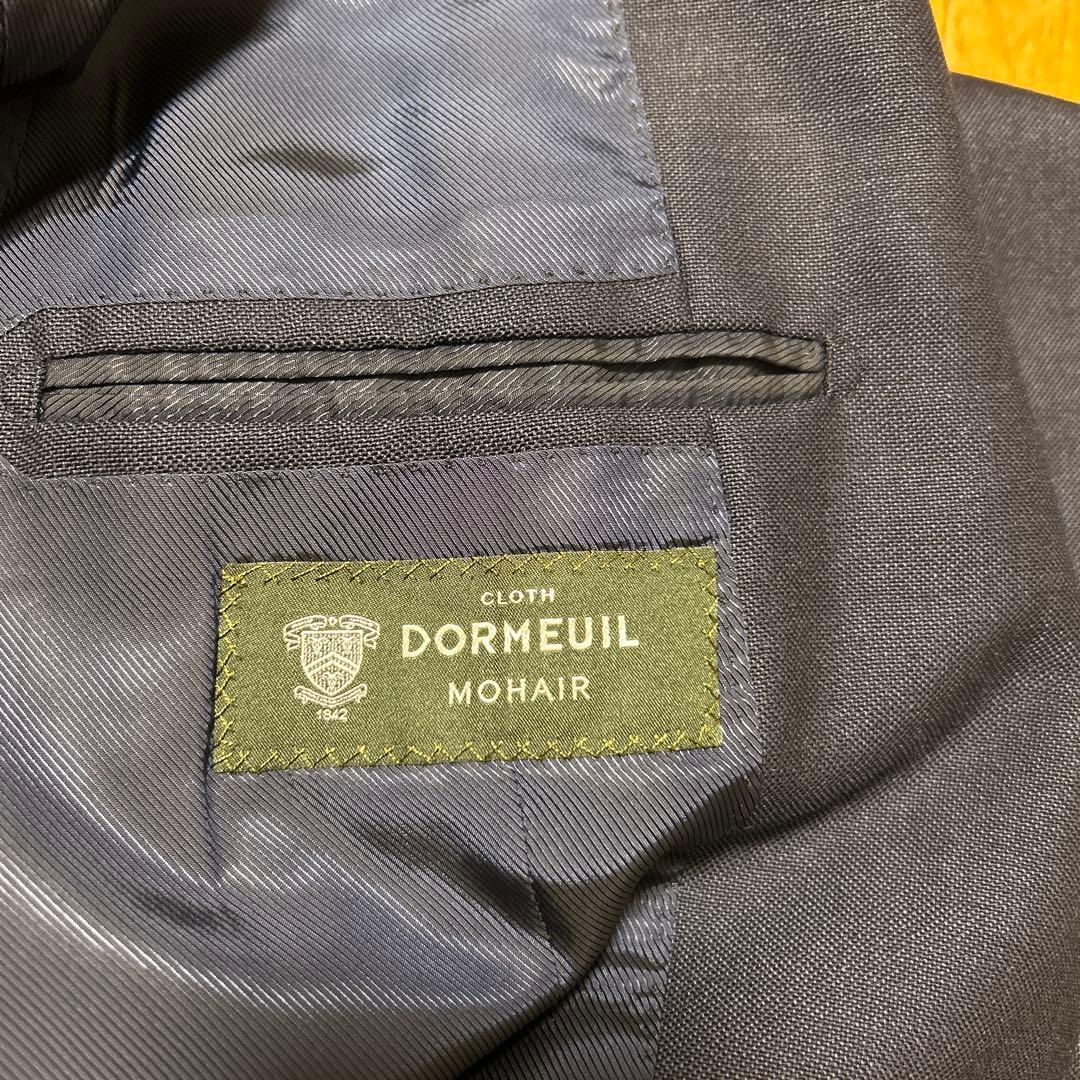 CLOTH
DORMEUIL
MOHAIR
1842